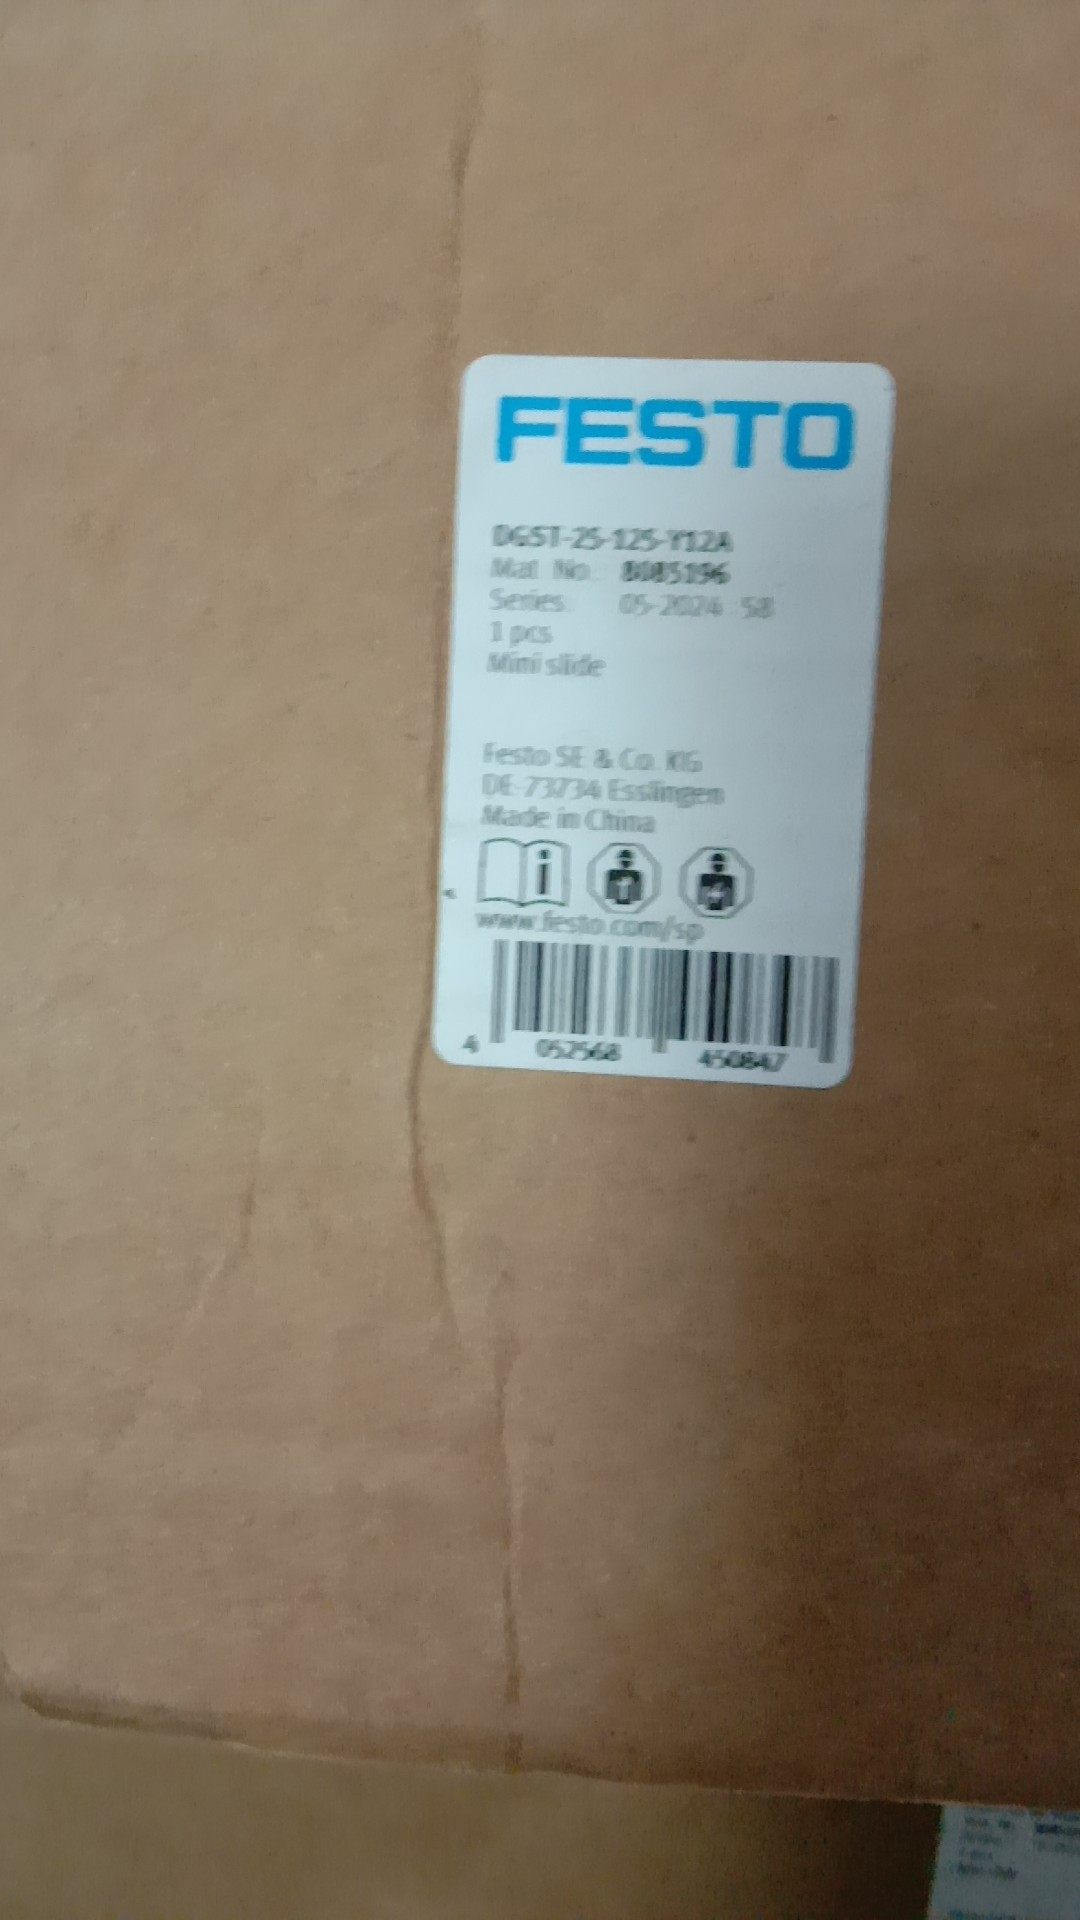 FESTO
DGST-25-125-Y12A
Mat. No. 8085196
Series 05-2024 58
1 pcs
Mini slide
Festo SE & Co. KG
DE-73734 Esslingen
Made in China
www.festo.com/sp
4 052568 450847